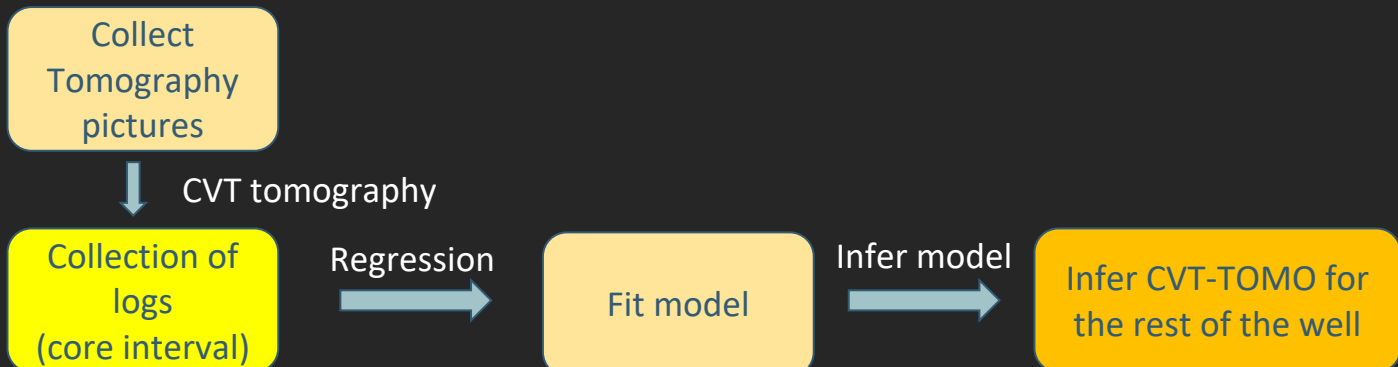 Collect
Tomography
pictures
CVT tomography
Collection of
logs
(core interval)
Regression
Fit model
Infer model
Infer CVT-TOMO for
the rest of the well